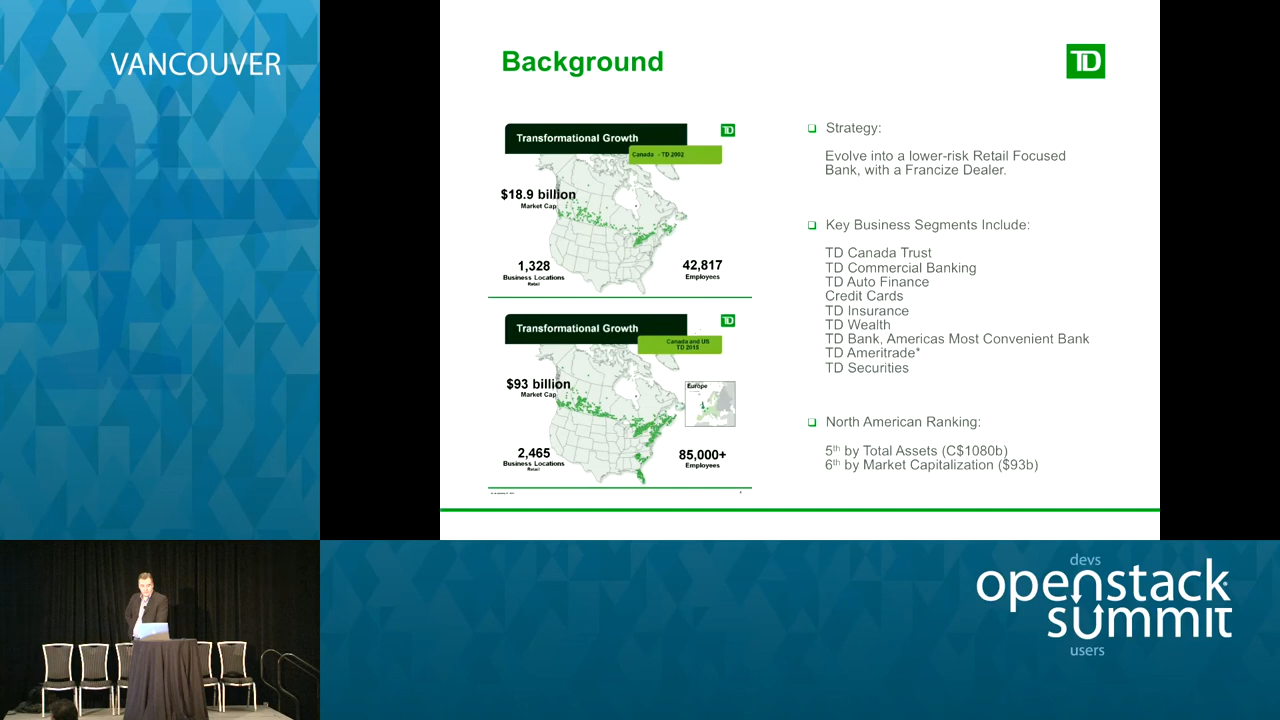 VANCOUVER
Background
TD
Transformational Growth
TD
Canada - TD 2002
$18.9 billion
Market Cap
1,328
Business Locations
Retail
42,817
Employees
Transformational Growth
TD
Canada and US
TD 2015
$93 billion
Market Cap
Europe
2,465
Business Locations
Retail
85,000+
Employees
Strategy:
Evolve into a lower-risk Retail Focused
Bank, with a Francize Dealer.
Key Business Segments Include:
TD Canada Trust
TD Commercial Banking
TD Auto Finance
Credit Cards
TD Insurance
TD Wealth
TD Bank, Americas Most Convenient Bank
TD Ameritrade*
TD Securities
North American Ranking:
5th by Total Assets (C$1080b)
6th by Market Capitalization ($93b)
devs
openstack
summit
users